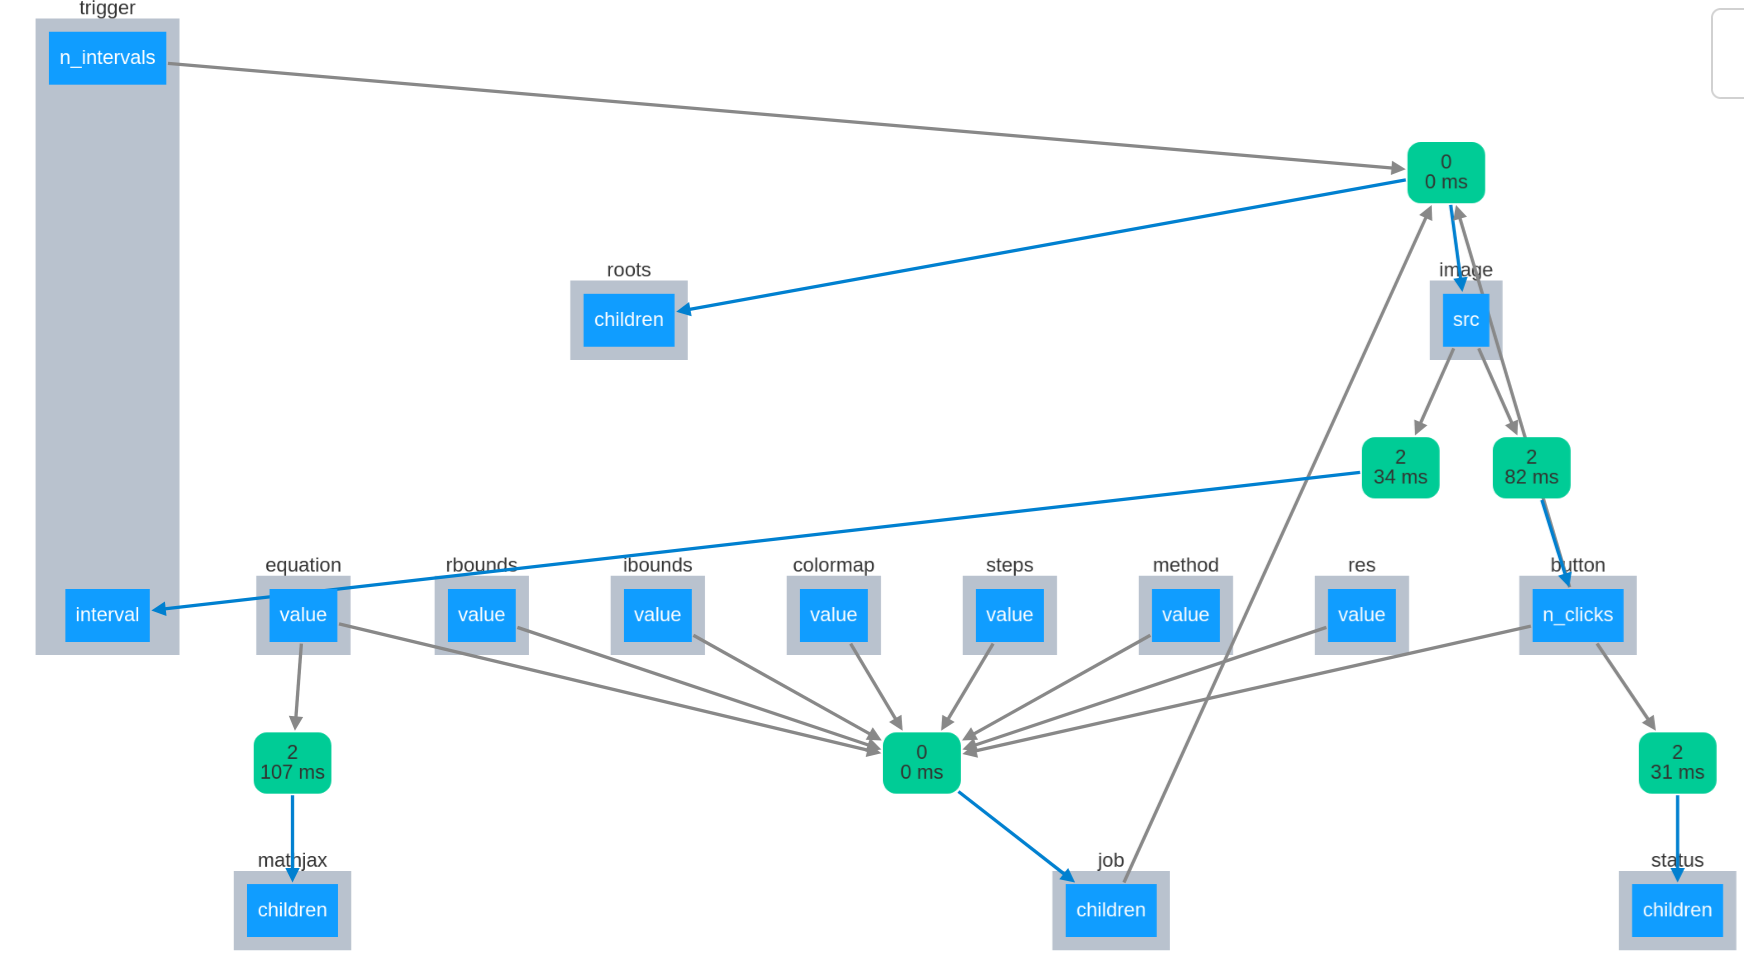 trigger
n_intervals
0
0 ms
roots
image
children
src
2
34 ms
2
82 ms
equation
rbounds
ibounds
colormap
steps
method
res
button
interval
value
value
value
value
value
value
value
n_clicks
2
107 ms
0
0 ms
2
31 ms
mathjax
job
status
children
children
children